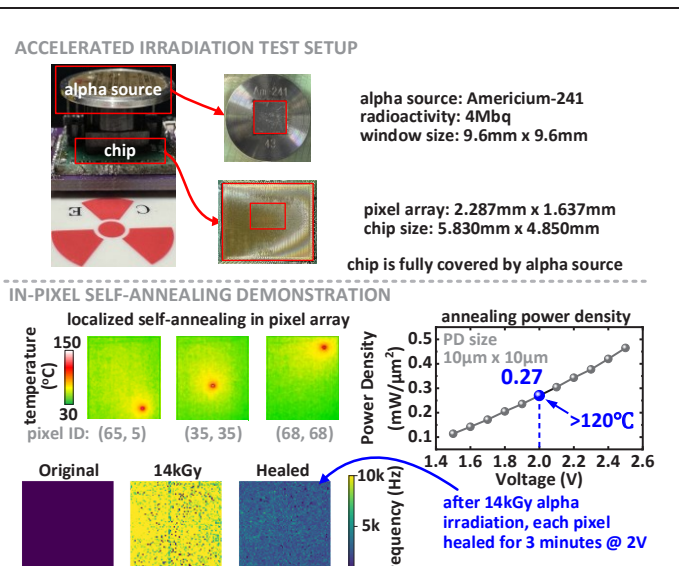 ACCELERATED IRRADIATION TEST SETUP
alpha source
chip
Am-241
43
C E
alpha source: Americium-241
radioactivity: 4Mbq
window size: 9.6mm x 9.6mm
pixel array: 2.287mm x 1.637mm
chip size: 5.830mm x 4.850mm
chip is fully covered by alpha source
IN-PIXEL SELF-ANNEALING DEMONSTRATION
localized self-annealing in pixel array
temperature
(°C)
150
30
pixel ID: (65, 5) (35, 35) (68, 68)
annealing power density
Power Density
(mW/μm²)
0.5
0.4
0.3
0.2
0.1
PD size
10μm x 10μm
0.27
>120℃
1.4 1.6 1.8 2.0 2.2 2.4 2.6
Voltage (V)
Original 14kGy Healed
10k
5k
equency (Hz)
after 14kGy alpha
irradiation, each pixel
healed for 3 minutes @ 2V